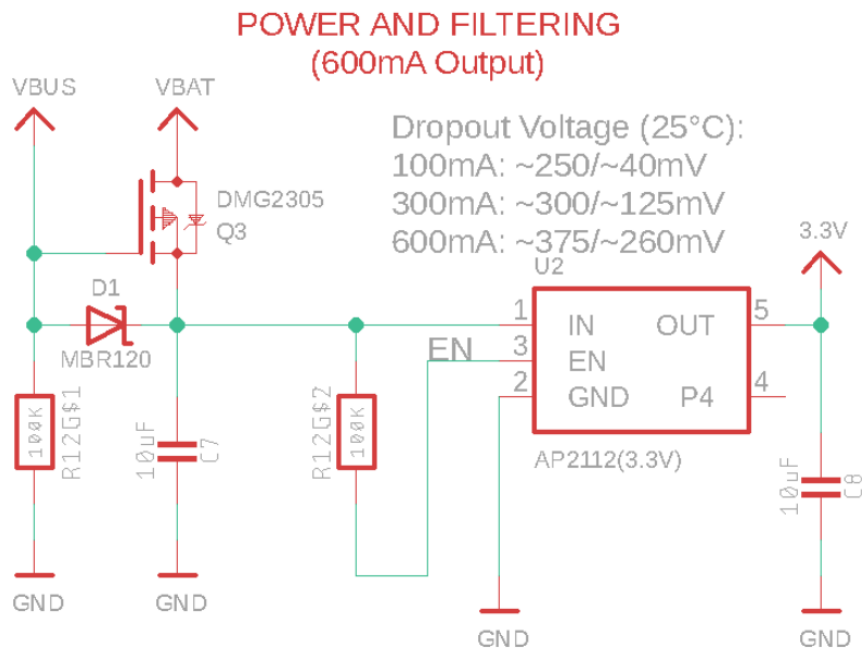 POWER AND FILTERING
(600mA Output)
VBUS
VBAT
Dropout Voltage (25°C):
100mA: ~250/~40mV
300mA: ~300/~125mV
600mA: ~375/~260mV
DMG2305
Q3
3.3V
U2
D1
MBR120
1
IN
OUT
5
EN
3
EN
2
GND
P4
4
100K
R12G$1
10µF
C7
100K
R12G$2
AP2112(3.3V)
10µF
C8
GND
GND
GND
GND